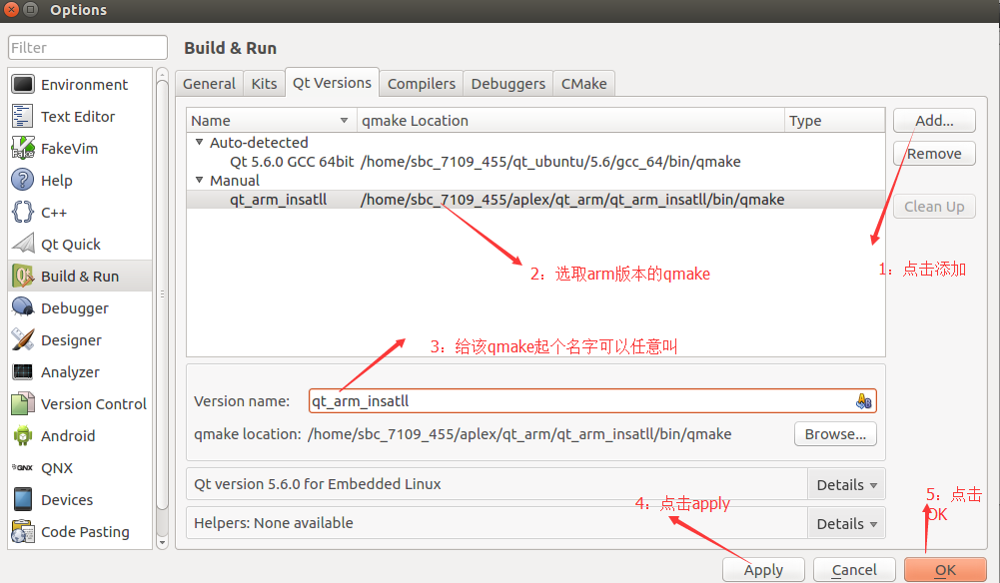 Options
Filter
Environment
Text Editor
FakeVim
Help
C++
Qt Quick
Build & Run
Debugger
Designer
Analyzer
Version Control
Android
QNX
Devices
Code Pasting
Build & Run
General Kits Qt Versions Compilers Debuggers CMake
Name qmake Location Type
Auto-detected
Qt 5.6.0 GCC 64bit /home/sbc_7109_455/qt_ubuntu/5.6/gcc_64/bin/qmake
Manual
qt_arm_insatll /home/sbc_7109_455/aplex/qt_arm/qt_arm_insatll/bin/qmake
Add...
Remove
Clean Up
1：点击添加
2：选取arm版本的qmake
3：给该qmake起个名字可以任意叫
Version name: qt_arm_insatll
qmake location: /home/sbc_7109_455/aplex/qt_arm/qt_arm_insatll/bin/qmake Browse...
Qt version 5.6.0 for Embedded Linux Details
Helpers: None available Details
4：点击apply
5：点击
OK
Apply Cancel OK